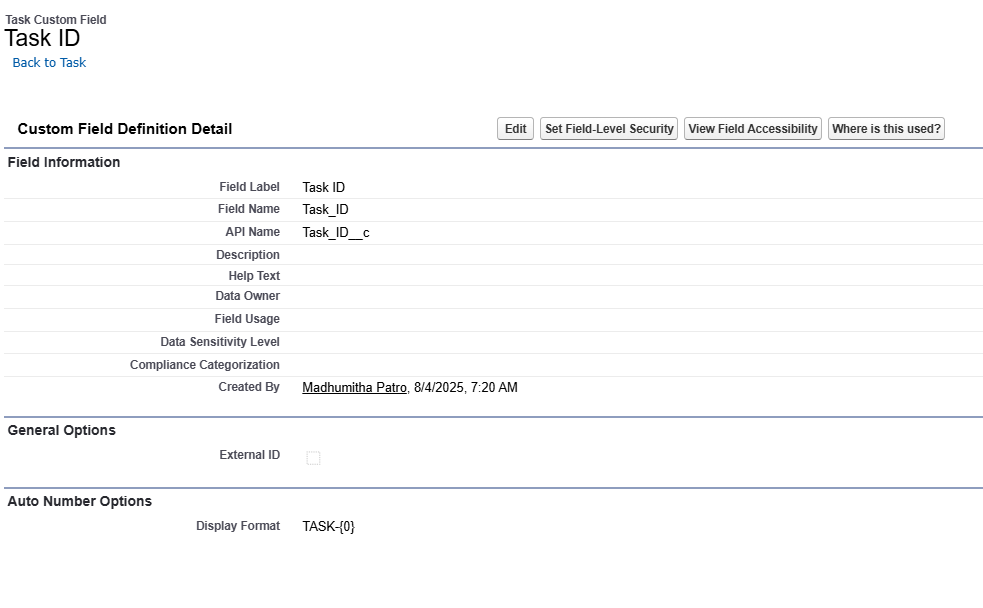 Task Custom Field
Task ID
Back to Task
Custom Field Definition Detail
Edit
Set Field-Level Security
View Field Accessibility
Where is this used?
Field Information
Field Label Task ID
Field Name Task_ID
API Name Task_ID__c
Description
Help Text
Data Owner
Field Usage
Data Sensitivity Level
Compliance Categorization
Created By Madhumitha Patro, 8/4/2025, 7:20 AM
General Options
External ID
Auto Number Options
Display Format TASK-{0}